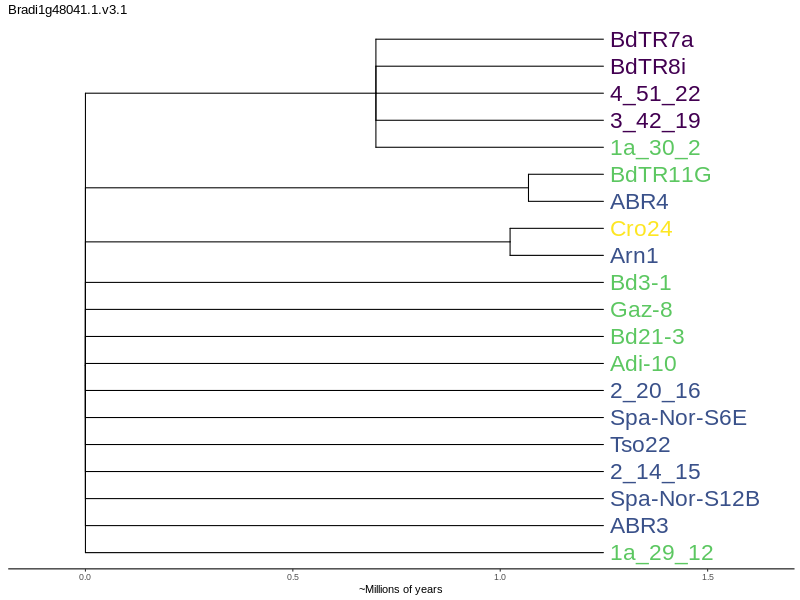 Bradi1g48041.1.v3.1
BdTR7a
BdTR8i
4_51_22
3_42_19
1a_30_2
BdTR11G
ABR4
Cro24
Arn1
Bd3-1
Gaz-8
Bd21-3
Adi-10
2_20_16
Spa-Nor-S6E
Tso22
2_14_15
Spa-Nor-S12B
ABR3
1a_29_12
0.0 0.5 1.0 1.5
~Millions of years